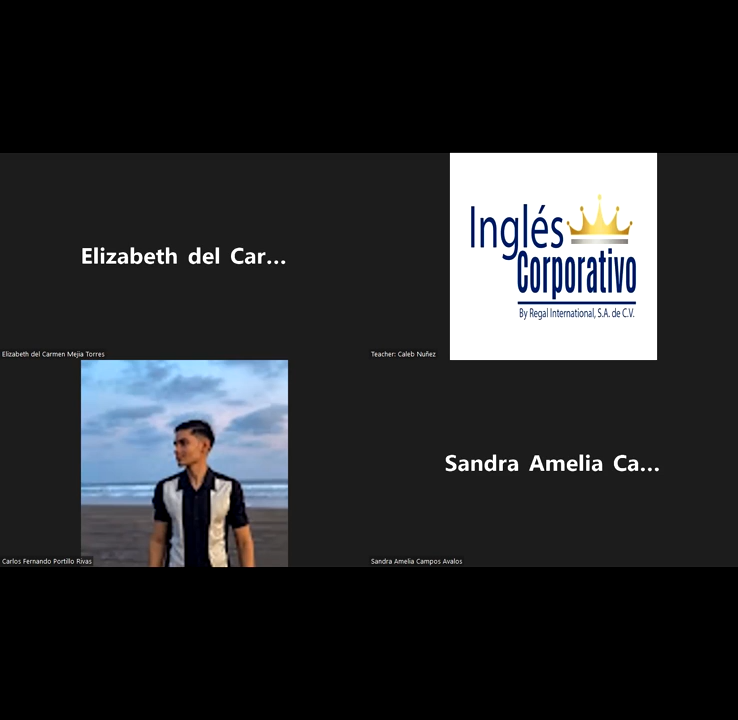 Elizabeth del Car...
Inglés
Corporativo
By Regal International, S.A. de C.V.
Elizabeth del Carmen Mejia Torres
Teacher: Caleb Nuñez
Sandra Amelia Ca...
Carlos Fernando Portillo Rivas
Sandra Amelia Campos Avalos